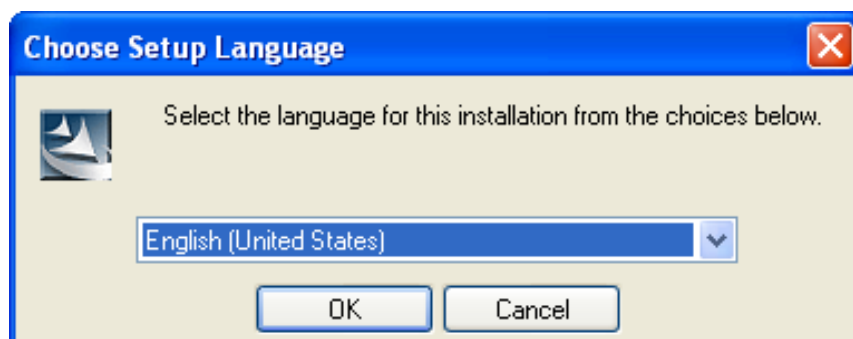 Choose Setup Language
Select the language for this installation from the choices below.
English (United States)
OK
Cancel